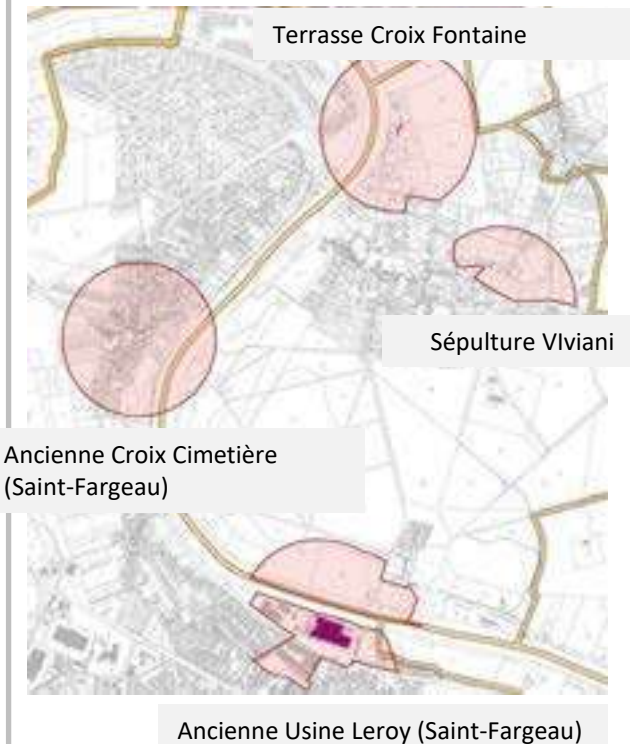 Terrasse Croix Fontaine
Sépulture VIviani
Ancienne Croix Cimetière
(Saint-Fargeau)
Ancienne Usine Leroy (Saint-Fargeau)